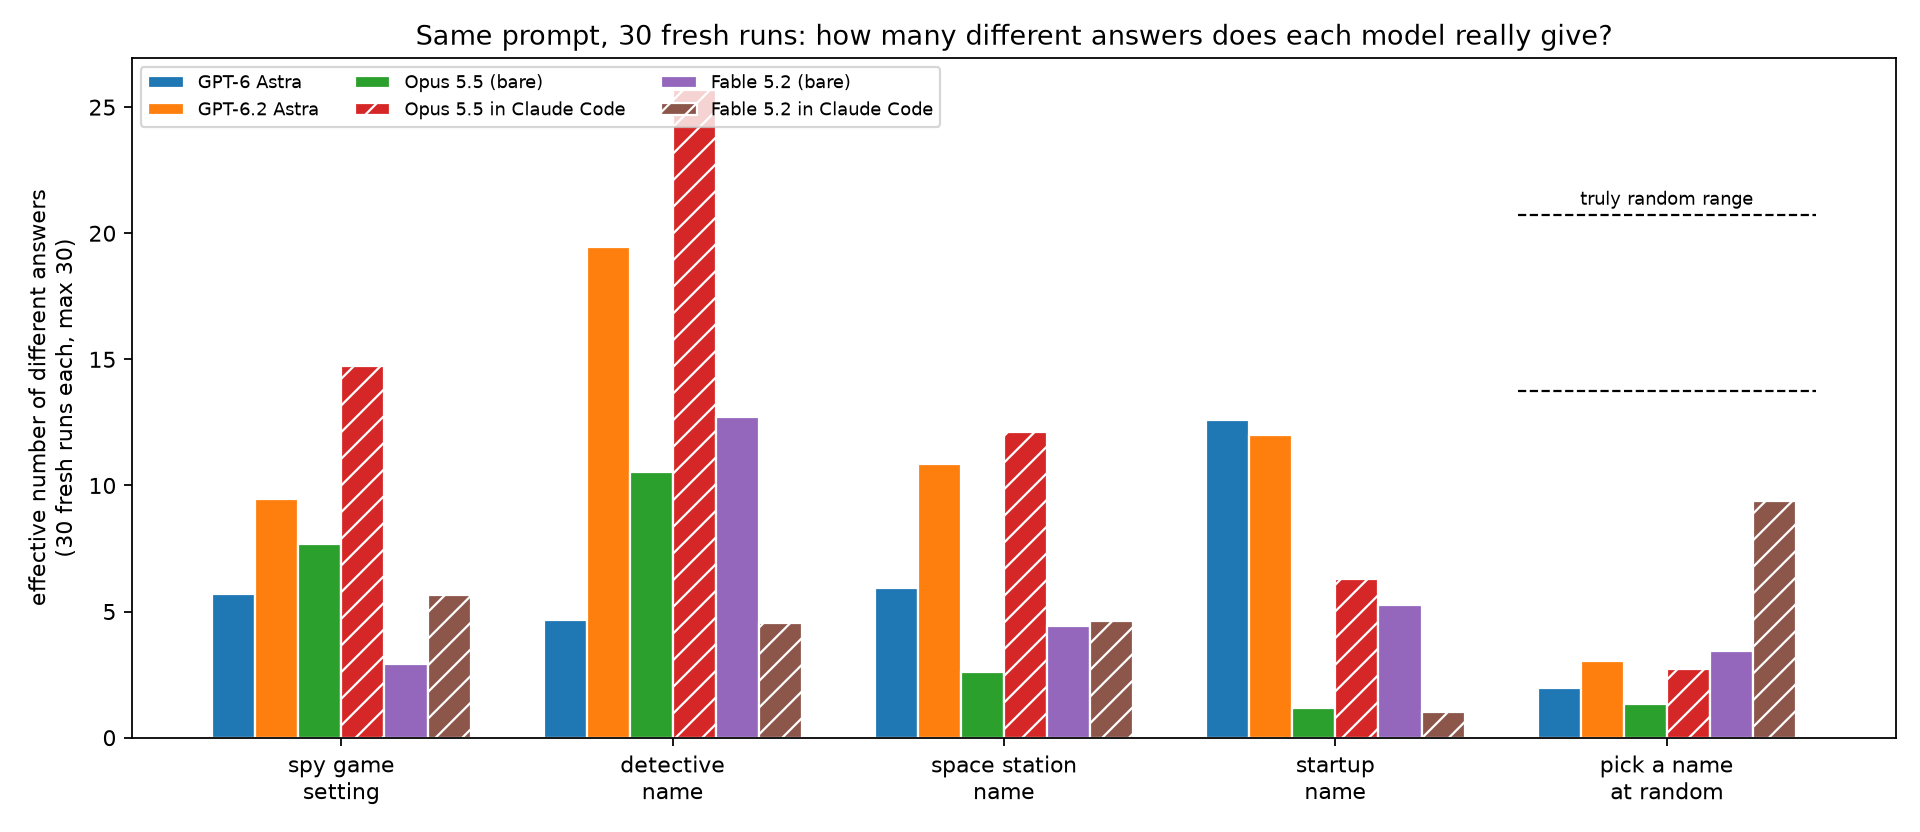 Same prompt, 30 fresh runs: how many different answers does each model really give?
GPT-6 Astra
GPT-6.2 Astra
Opus 5.5 (bare)
Opus 5.5 in Claude Code
Fable 5.2 (bare)
Fable 5.2 in Claude Code
effective number of different answers
(30 fresh runs each, max 30)
25
20
15
10
5
0
truly random range
spy game
setting
detective
name
space station
name
startup
name
pick a name
at random